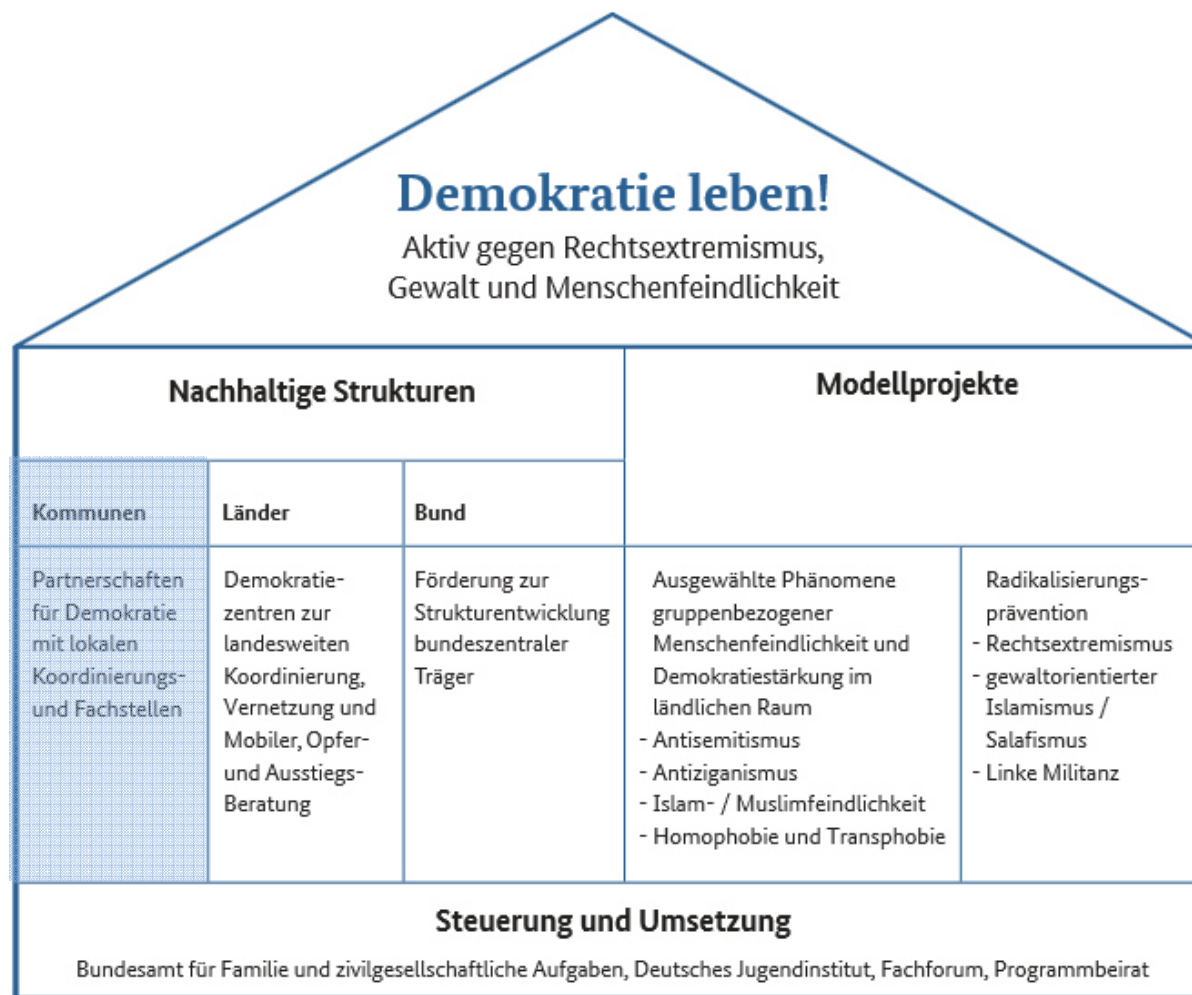 Demokratie leben!
Aktiv gegen Rechtsextremismus,
Gewalt und Menschenfeindlichkeit
Nachhaltige Strukturen
Modellprojekte
Kommunen
Länder
Bund
Partnerschaften
für Demokratie
mit lokalen
Koordinierungs-
und Fachstellen
Demokratie-
zentren zur
landesweiten
Koordinierung,
Vernetzung und
Mobiler, Opfer-
und Ausstiegs-
Beratung
Förderung zur
Strukturentwicklung
bundeszentraler
Träger
Ausgewählte Phänomene
gruppenbezogener
Menschenfeindlichkeit und
Demokratiestärkung im
ländlichen Raum
- Antisemitismus
- Antiziganismus
- Islam- / Muslimfeindlichkeit
- Homophobie und Transphobie
Radikalisierungs-
prävention
- Rechtsextremismus
- gewaltorientierter
Islamismus /
Salafismus
- Linke Militanz
Steuerung und Umsetzung
Bundesamt für Familie und zivilgesellschaftliche Aufgaben, Deutsches Jugendinstitut, Fachforum, Programmbeirat